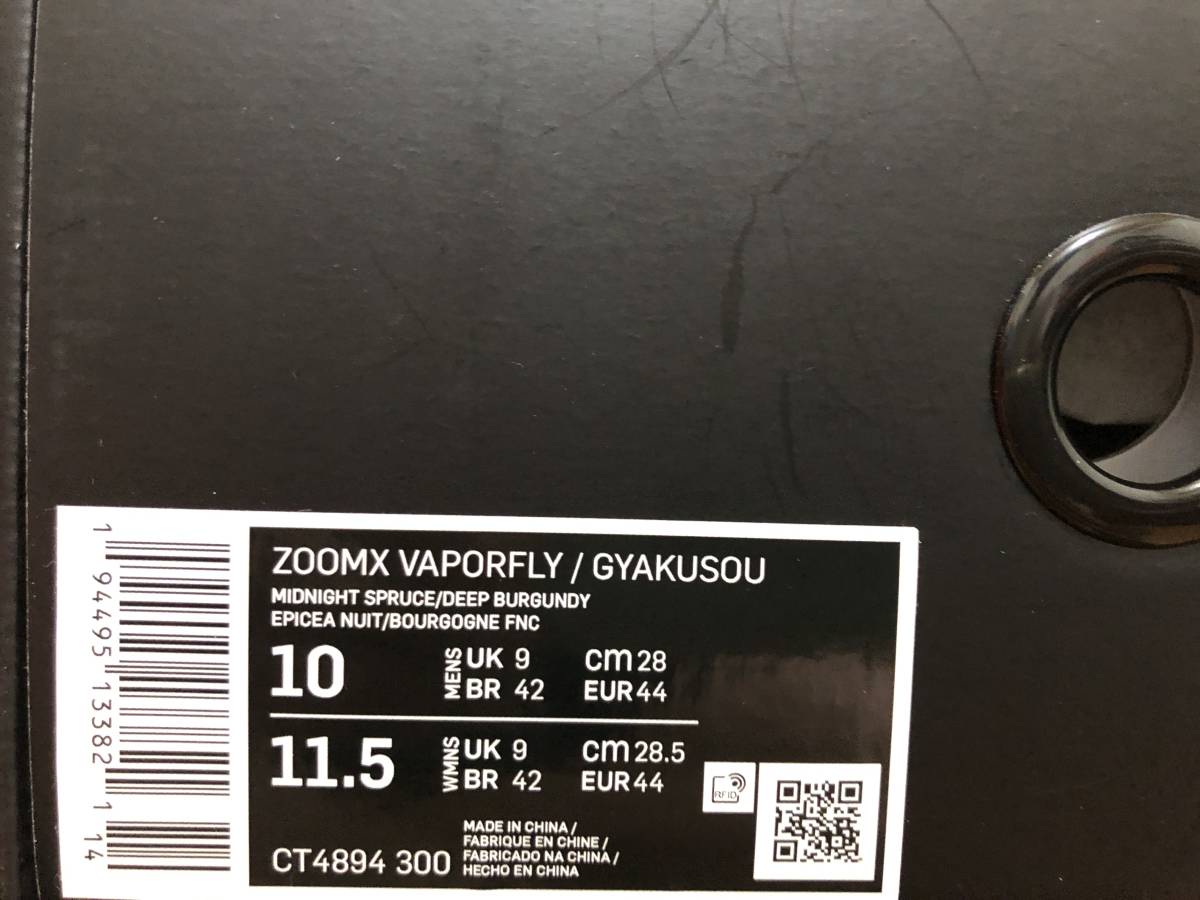 ZOOMX VAPORFLY / GYAKUSOU
MIDNIGHT SPRUCE/DEEP BURGUNDY
EPICEA NUIT/BOURGOGNE FNC
10 MENS UK 9 cm 28
BR 42 EUR 44
11.5 WMNS UK 9 cm 28.5
BR 42 EUR 44
RFID
CT4894 300
MADE IN CHINA /
FABRIQUE EN CHINE /
FABRICADO NA CHINA /
HECHO EN CHINA
1 94495 13382 1 14